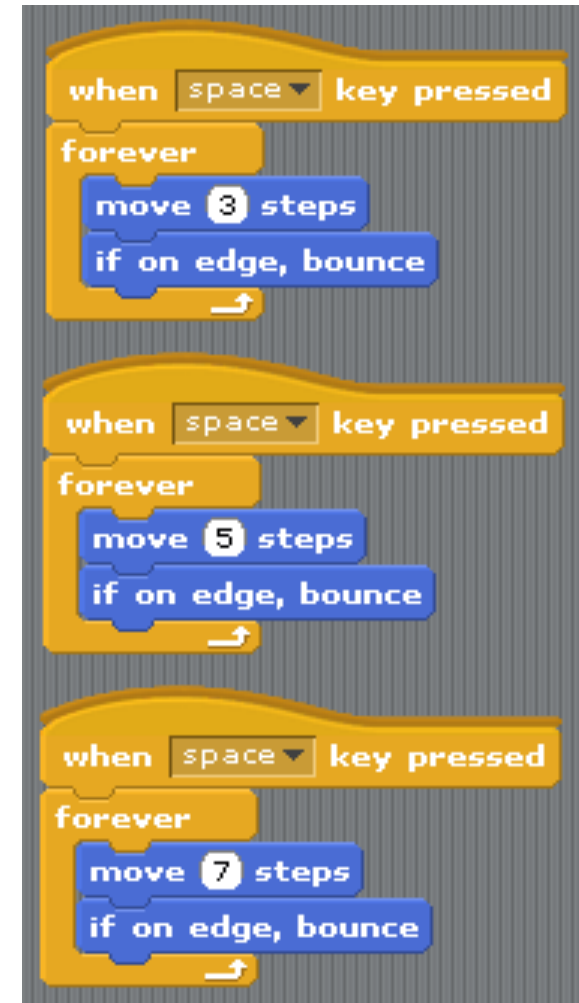 when space key pressed
forever
move 3 steps
if on edge, bounce
when space key pressed
forever
move 5 steps
if on edge, bounce
when space key pressed
forever
move 7 steps
if on edge, bounce